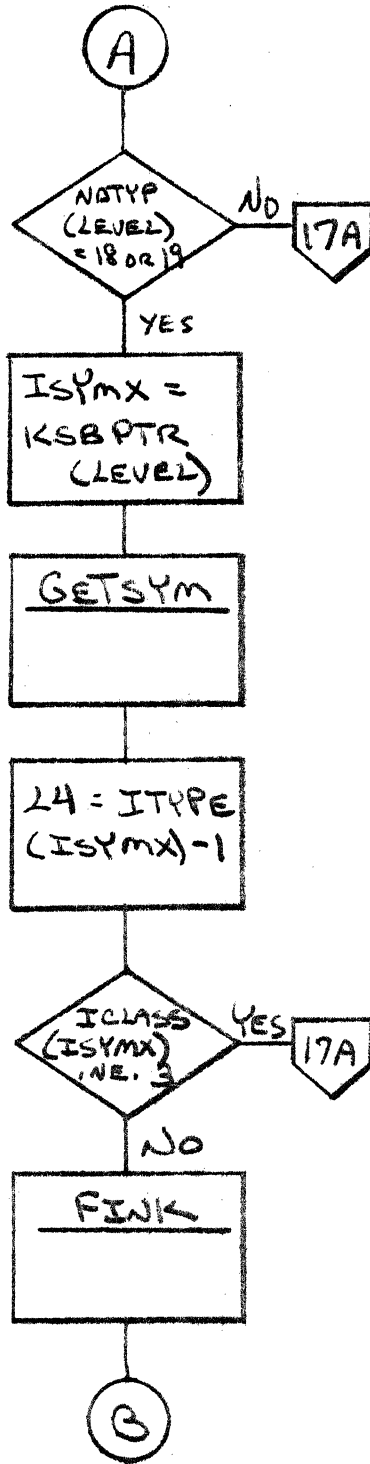 A
NDTYP
(LEVEL)
= 18 OR 19
NO
17A
YES
ISYMX =
KSBPTR
(LEVEL)
GETSYM
L4 = ITYPE
(ISYMX)-1
ICLASS
(ISYMX)
.NE. 3
YES
17A
NO
FINK
B